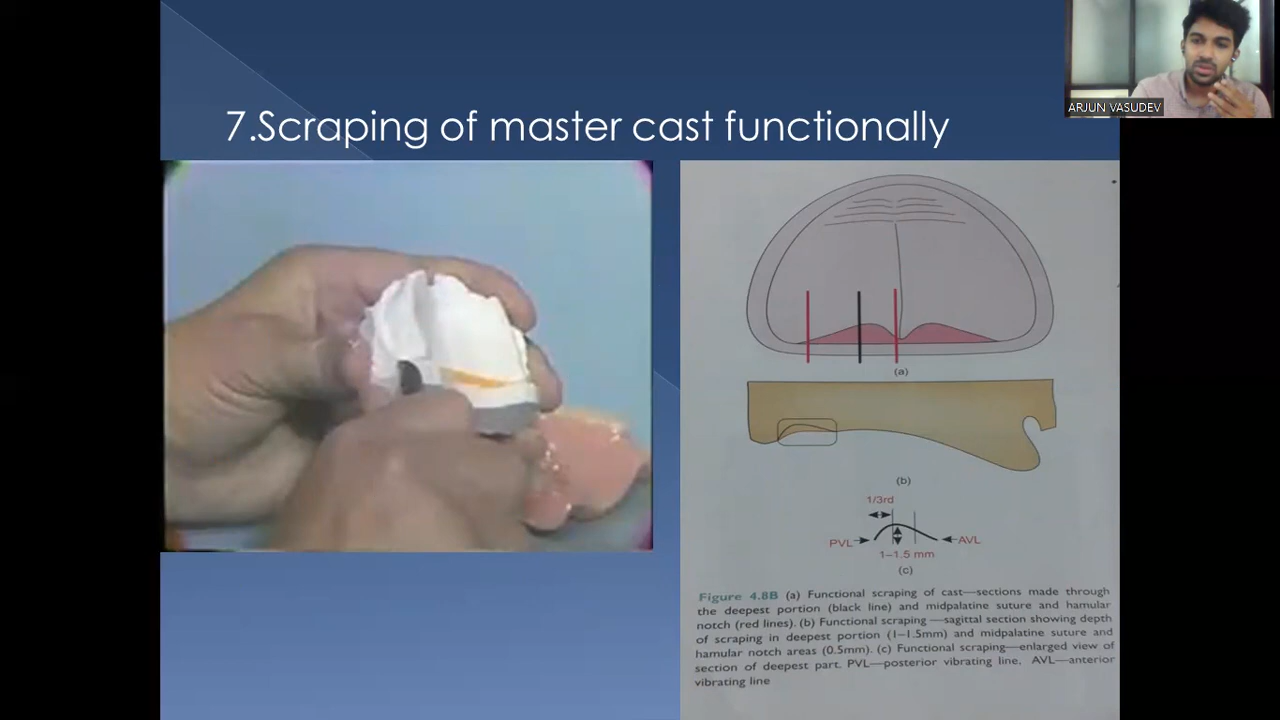 ARJUN VASUDEV
7.Scraping of master cast functionally
(a)
(b)
1/3rd
PVL
AVL
1–1.5 mm
(c)
Figure 4.8B (a) Functional scraping of cast—sections made through
the deepest portion (black line) and midpalatine suture and hamular
notch (red lines). (b) Functional scraping —sagittal section showing depth
of scraping in deepest portion (1–1.5mm) and midpalatine suture and
hamular notch areas (0.5mm). (c) Functional scraping—enlarged view of
section of deepest part. PVL—posterior vibrating line. AVL—anterior
vibrating line